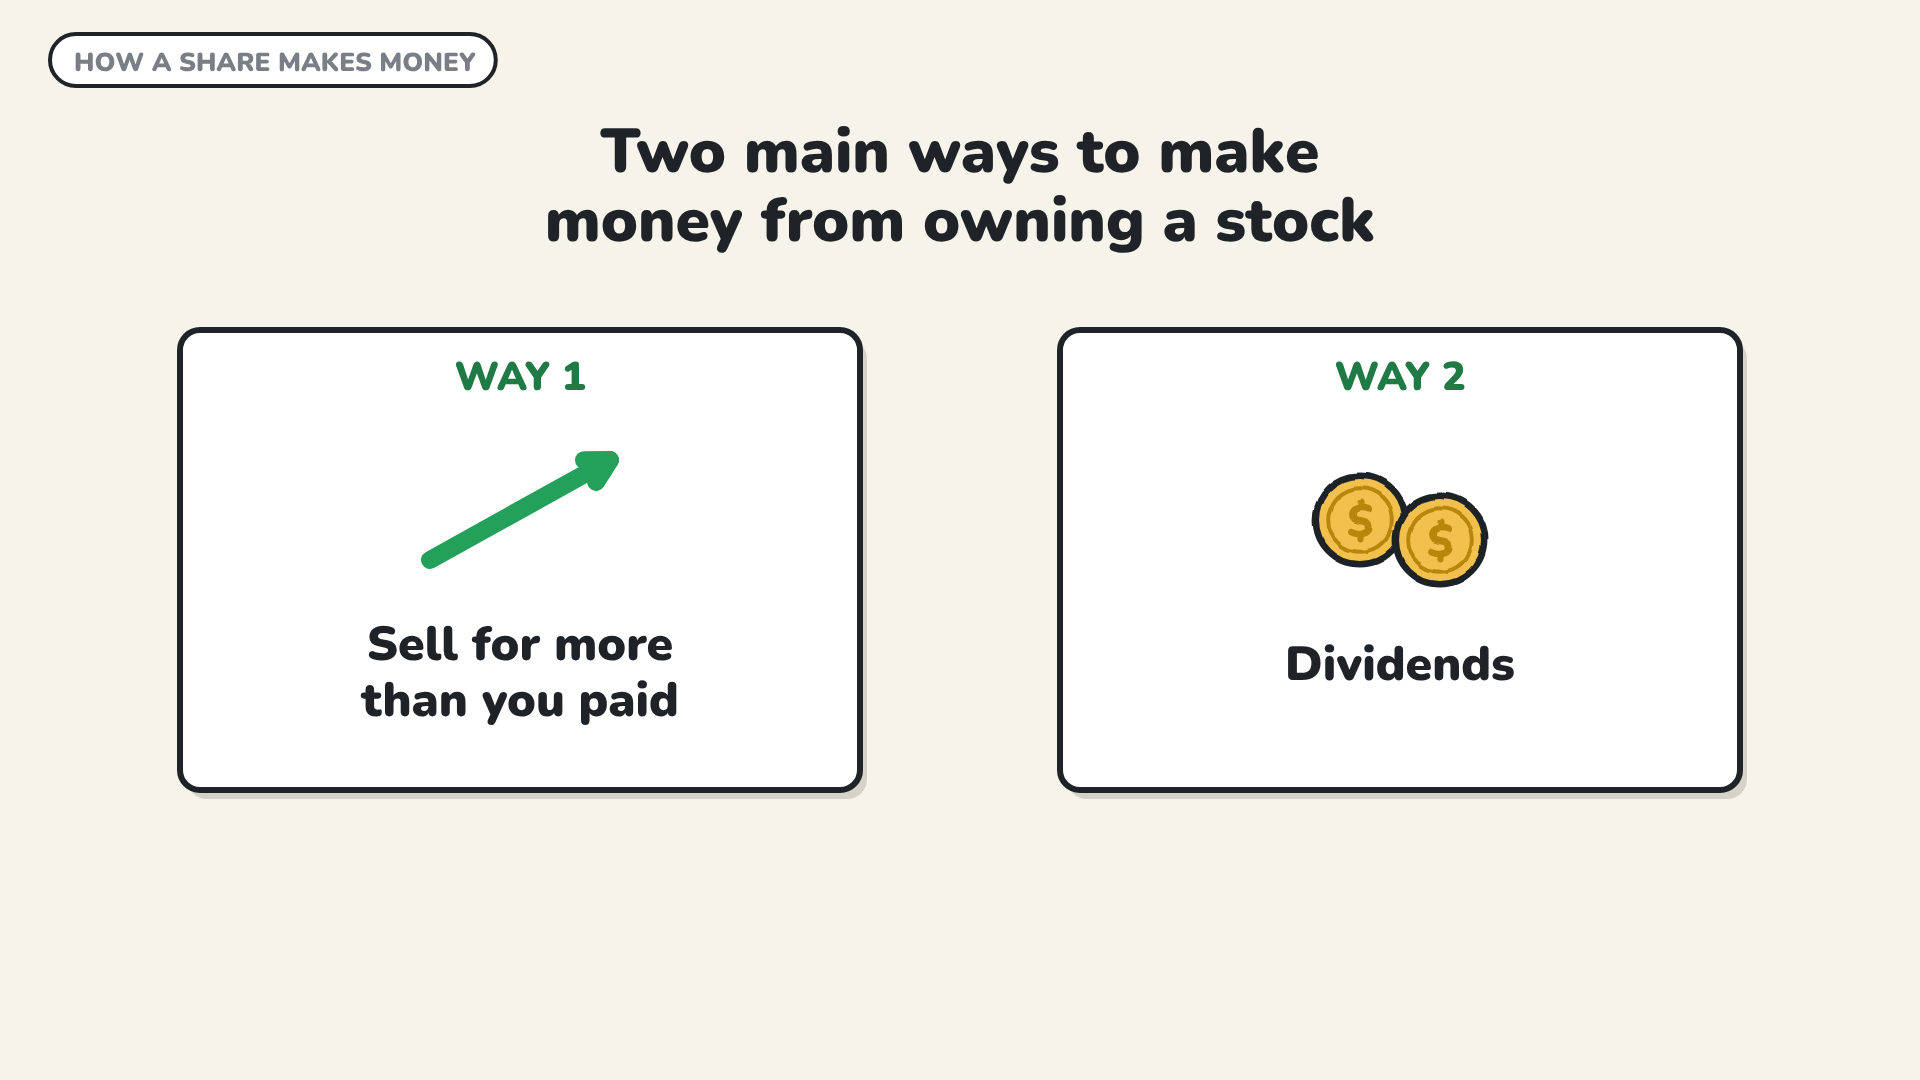 HOW A SHARE MAKES MONEY
Two main ways to make
money from owning a stock
WAY 1
Sell for more
than you paid
WAY 2
$ $
Dividends